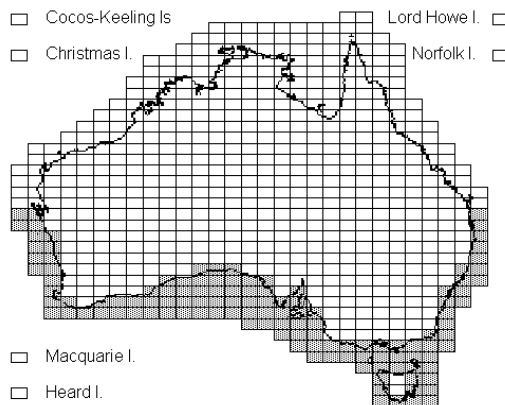 Cocos-Keeling Is
Lord Howe I.
Christmas I.
Norfolk I.
Macquarie I.
Heard I.